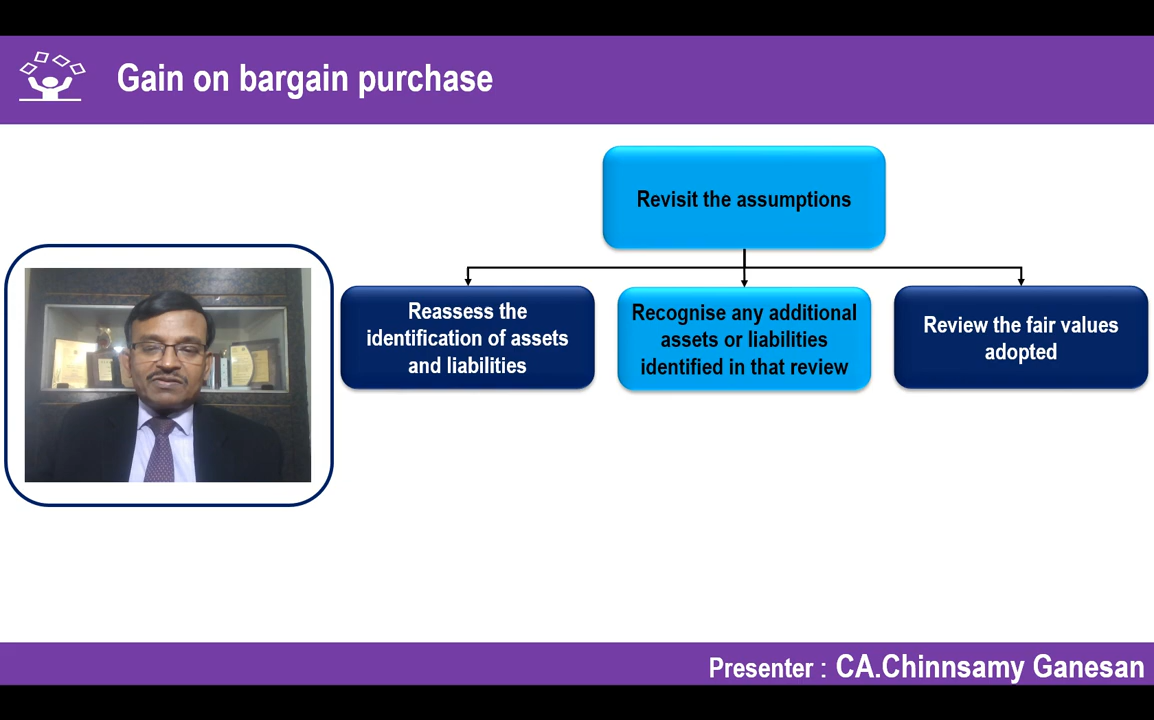 Gain on bargain purchase
Revisit the assumptions
Reassess the
identification of assets
and liabilities
Recognise any additional
assets or liabilities
identified in that review
Review the fair values
adopted
Presenter : CA.Chinnsamy Ganesan